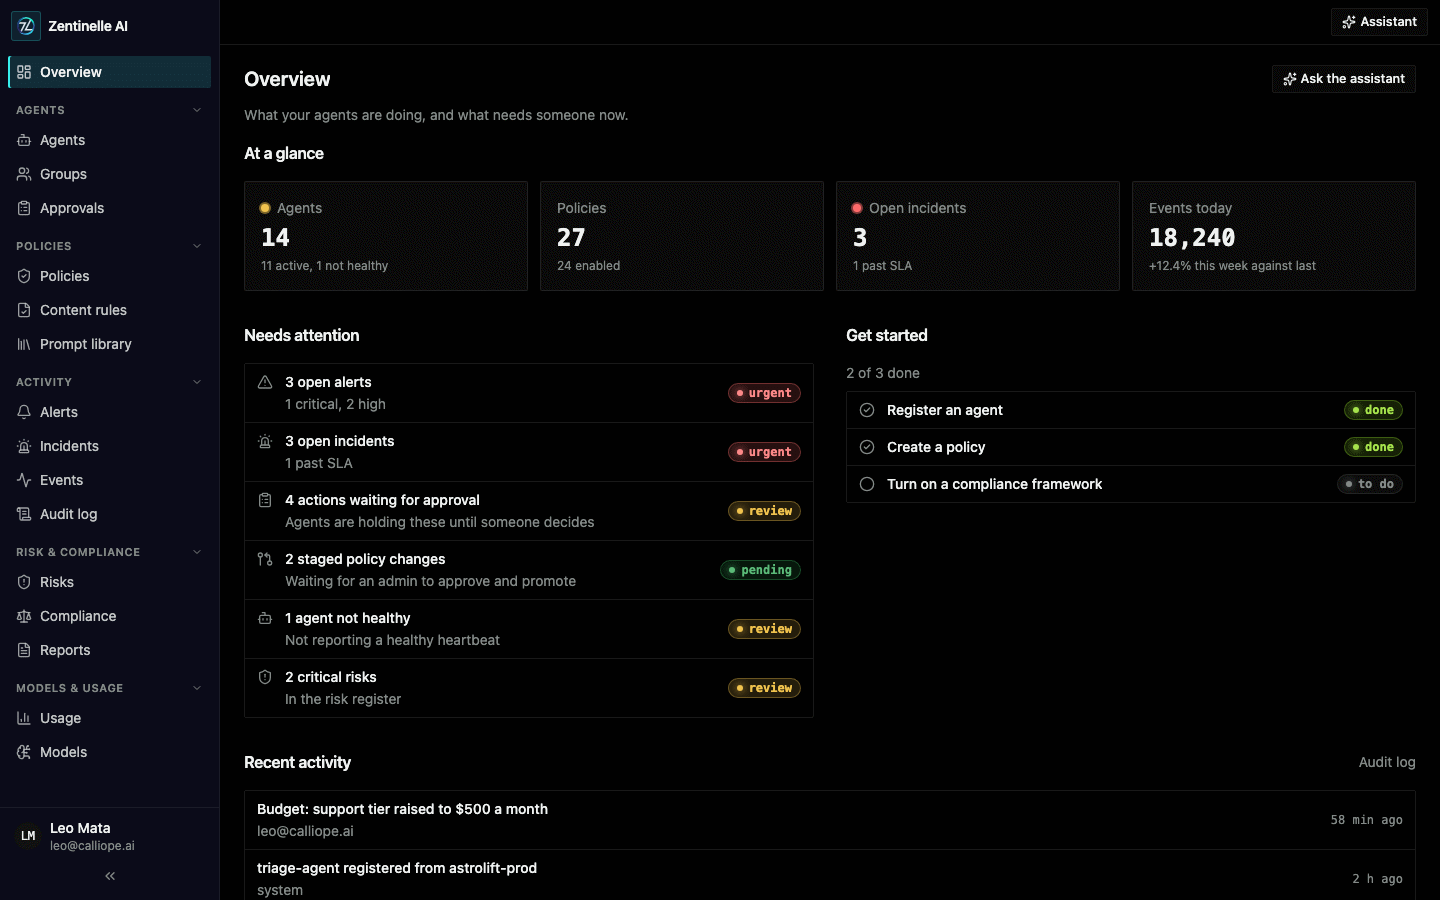 Zentinelle AI
Assistant
Overview
AGENTS
Agents
Groups
Approvals
POLICIES
Policies
Content rules
Prompt library
ACTIVITY
Alerts
Incidents
Events
Audit log
RISK & COMPLIANCE
Risks
Compliance
Reports
MODELS & USAGE
Usage
Models
LM
Leo Mata
leo@calliope.ai
Overview
Ask the assistant
What your agents are doing, and what needs someone now.
At a glance
Agents
14
11 active, 1 not healthy
Policies
27
24 enabled
Open incidents
3
1 past SLA
Events today
18,240
+12.4% this week against last
Needs attention
3 open alerts
1 critical, 2 high
urgent
3 open incidents
1 past SLA
urgent
4 actions waiting for approval
Agents are holding these until someone decides
review
2 staged policy changes
Waiting for an admin to approve and promote
pending
1 agent not healthy
Not reporting a healthy heartbeat
review
2 critical risks
In the risk register
review
Get started
2 of 3 done
Register an agent
done
Create a policy
done
Turn on a compliance framework
to do
Recent activity
Audit log
Budget: support tier raised to $500 a month
leo@calliope.ai
58 min ago
triage-agent registered from astrolift-prod
system
2 h ago